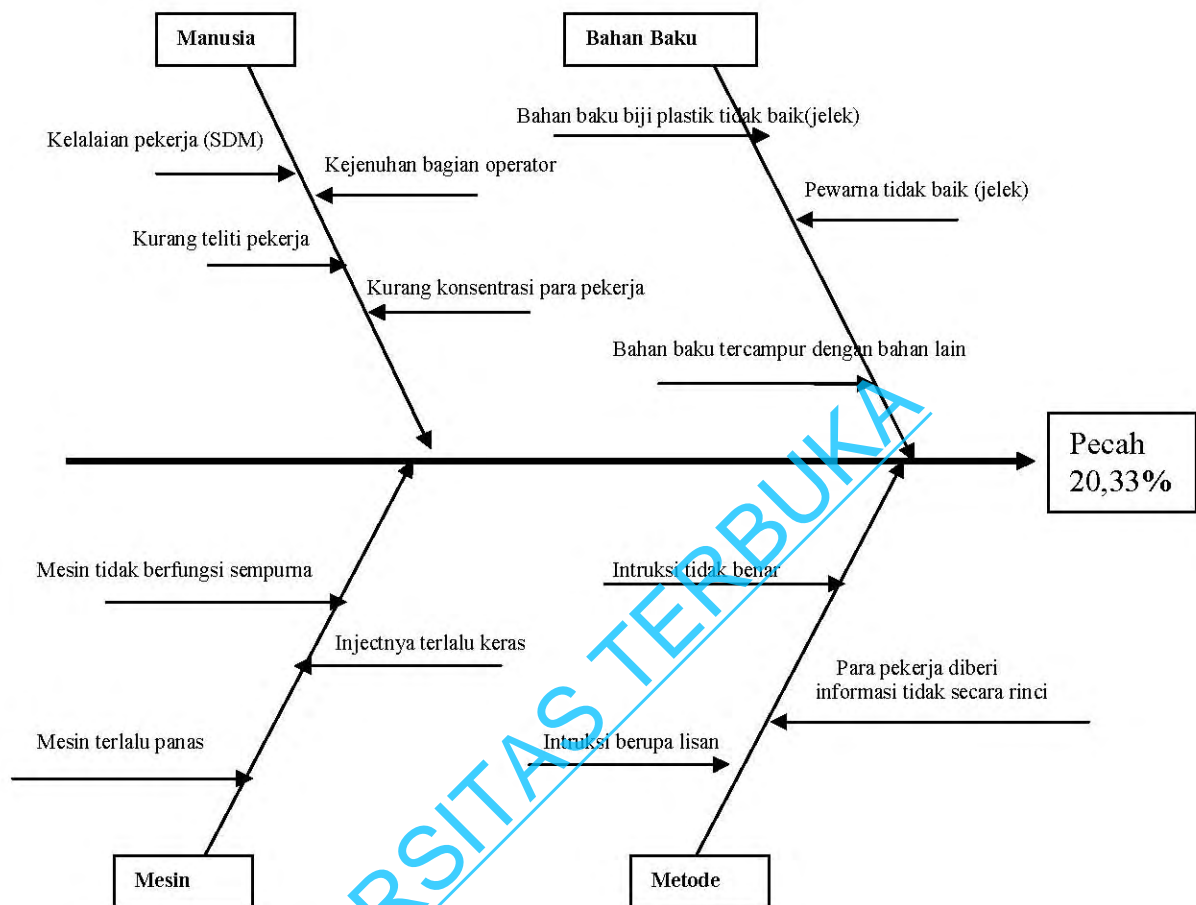 Manusia
Bahan Baku
Bahan baku biji plastik tidak baik(jelek)
Kelalaian pekerja (SDM)
Kejenuhan bagian operator
Pewarna tidak baik (jelek)
Kurang teliti pekerja
Kurang konsentrasi para pekerja
Bahan baku tercampur dengan bahan lain
Pecah
20,33%
Mesin tidak berfungsi sempurna
Intruksi tidak benar
Injectnya terlalu keras
Para pekerja diberi
informasi tidak secara rinci
Mesin terlalu panas
Intruksi berupa lisan
Mesin
Metode
RSITAS TERBUKA